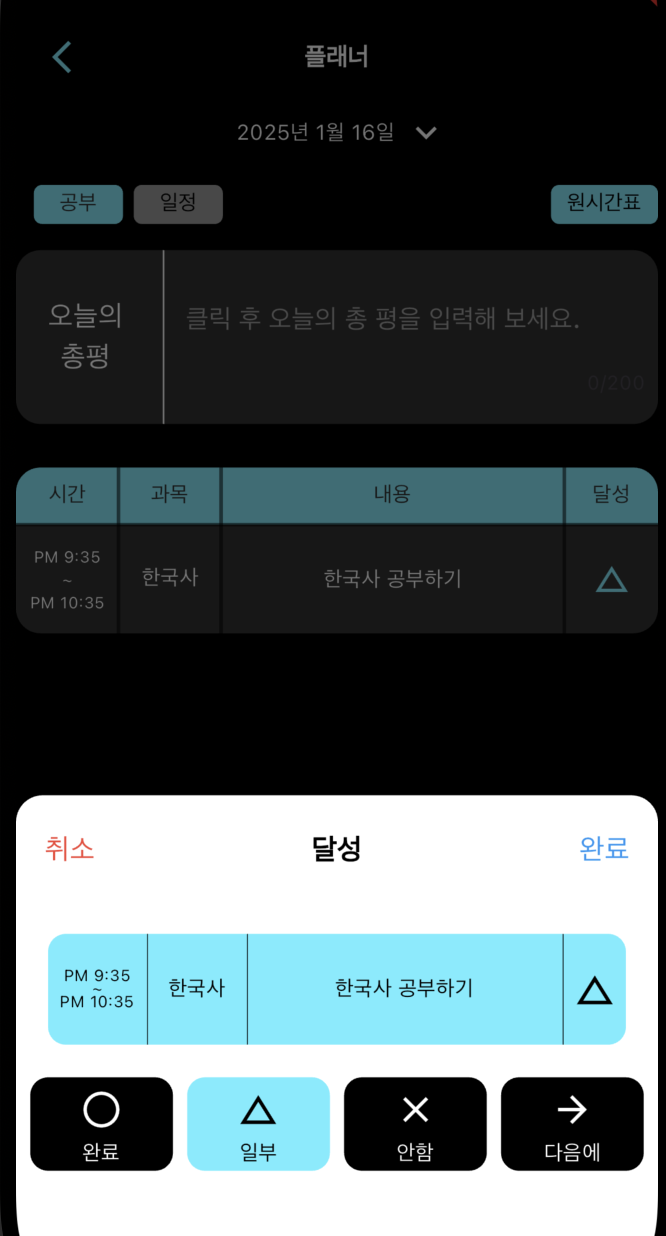 플래너
2025년 1월 16일
공부 일정 원시간표
오늘의
총평
클릭 후 오늘의 총 평을 입력해 보세요.
0/200
시간 과목 내용 달성
PM 9:35
~
PM 10:35
한국사
한국사 공부하기
취소 달성 완료
PM 9:35
~
PM 10:35
한국사
한국사 공부하기
완료 일부 안함 다음에